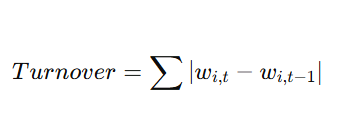 Turnover = ∑ |w_{i,t} − w_{i,t−1}|